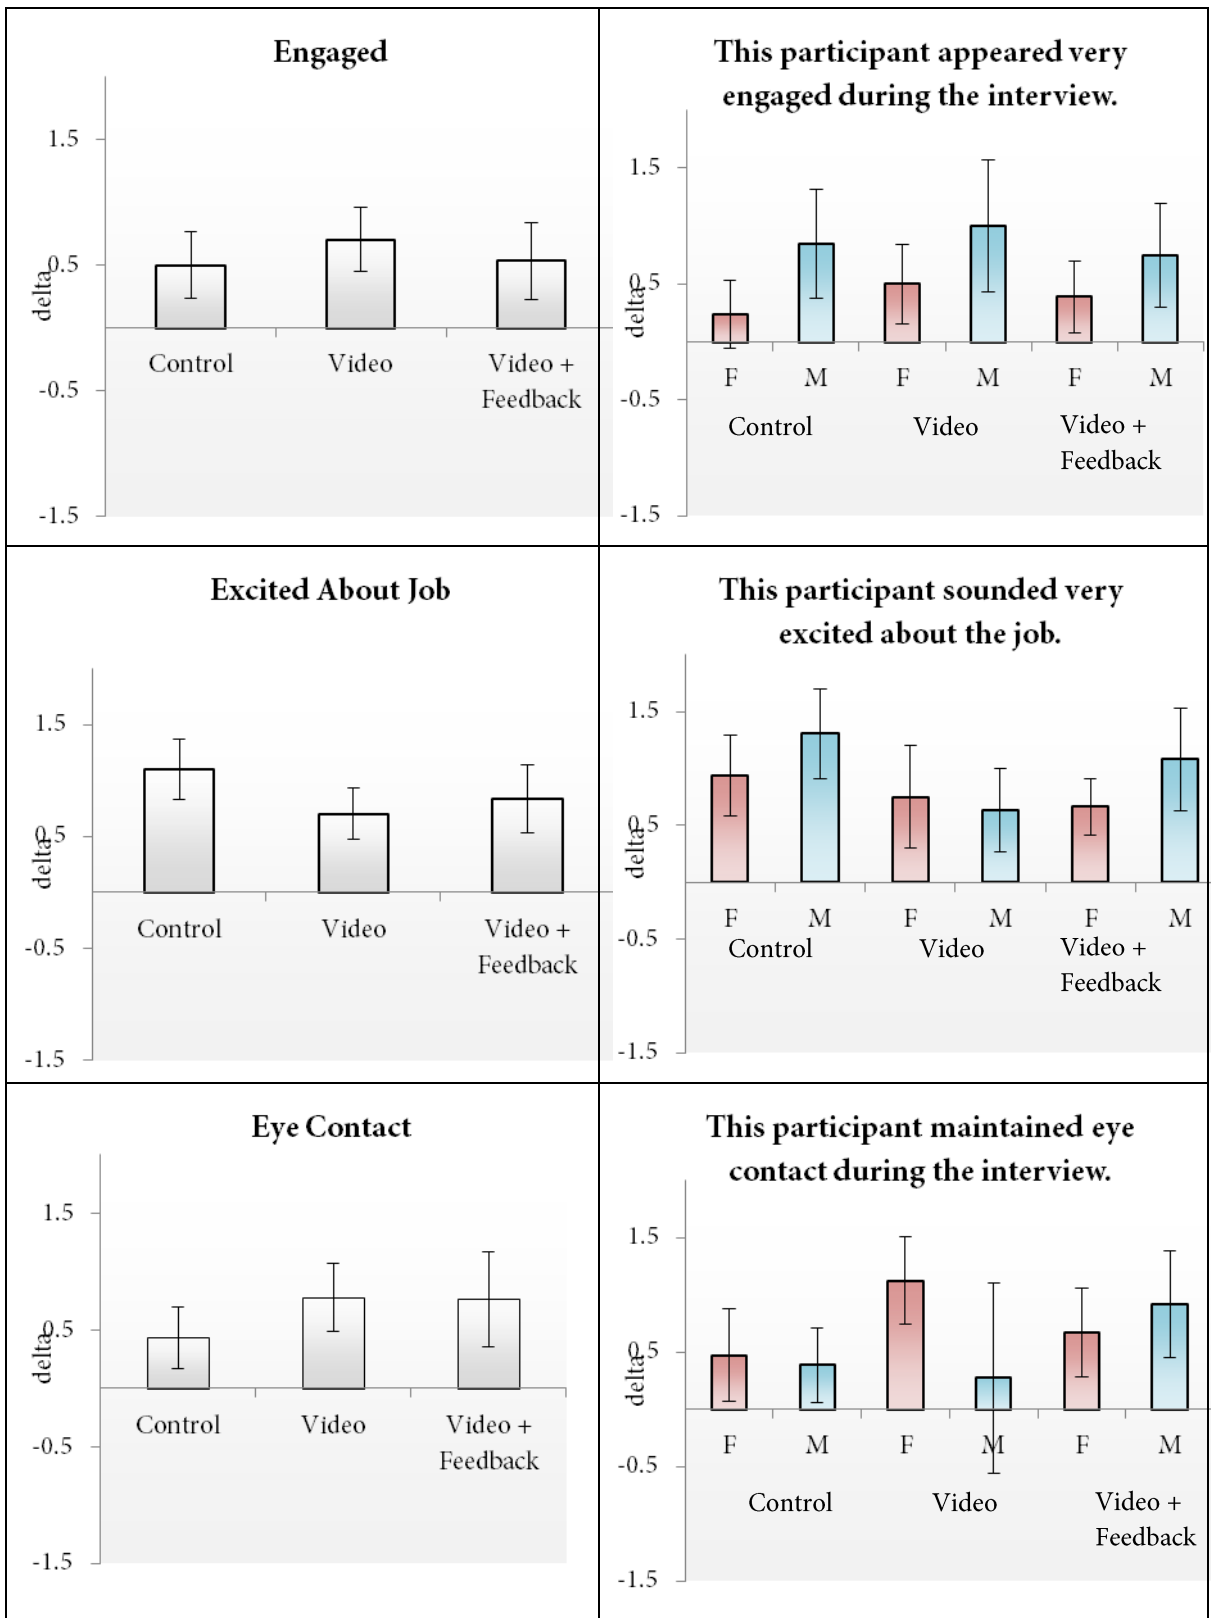 Engaged
1.5
0.5
-0.5
-1.5
delta
Control
Video
Video +
Feedback
This participant appeared very
engaged during the interview.
1.5
0.5
-0.5
-1.5
delta
F M F M F M
Control
Video
Video +
Feedback
Excited About Job
1.5
0.5
-0.5
-1.5
delta
Control
Video
Video +
Feedback
This participant sounded very
excited about the job.
1.5
0.5
-0.5
-1.5
delta
F M F M F M
Control
Video
Video +
Feedback
Eye Contact
1.5
0.5
-0.5
-1.5
delta
Control
Video
Video +
Feedback
This participant maintained eye
contact during the interview.
1.5
0.5
-0.5
-1.5
delta
F M F M F M
Control
Video
Video +
Feedback